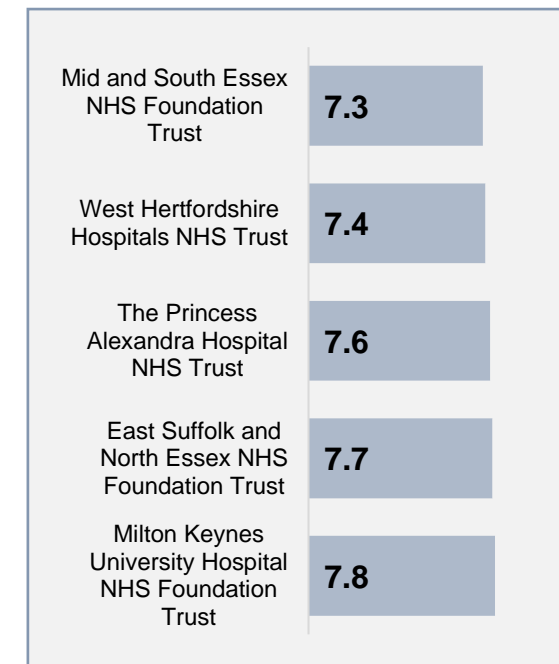 Mid and South Essex
NHS Foundation
Trust
7.3
West Hertfordshire
Hospitals NHS Trust
7.4
The Princess
Alexandra Hospital
NHS Trust
7.6
East Suffolk and
North Essex NHS
Foundation Trust
7.7
Milton Keynes
University Hospital
NHS Foundation
Trust
7.8